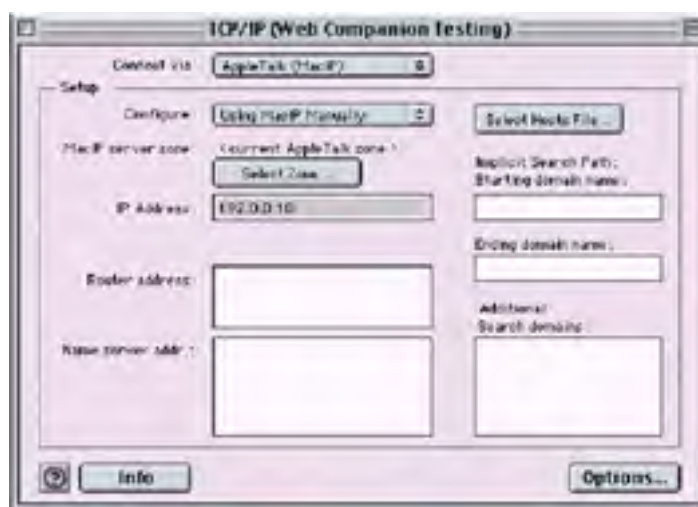 TCP/IP (Web Companion Testing)
Connect via: AppleTalk (MacIP)
Setup
Configure: Using MacIP Manually
Select Hosts File...
MacIP server zone: <current AppleTalk zone>
Select Zone...
Implicit Search Path:
Starting domain name:
IP Address: 192.0.0.10
Ending domain name:
Router address:
Additional
Search domains:
Name server addr.:
Info
Options...